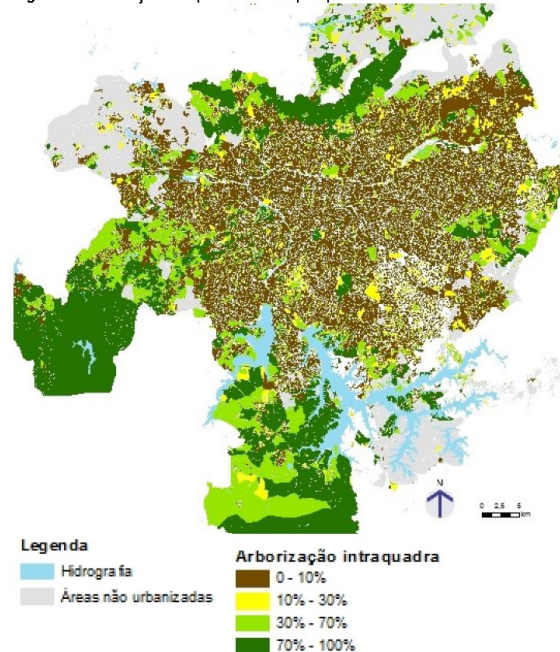 N
0 2,5 5
km
Legenda
Hidrografia
Áreas não urbanizadas
Arborização intraquadra
0 - 10%
10% - 30%
30% - 70%
70% - 100%